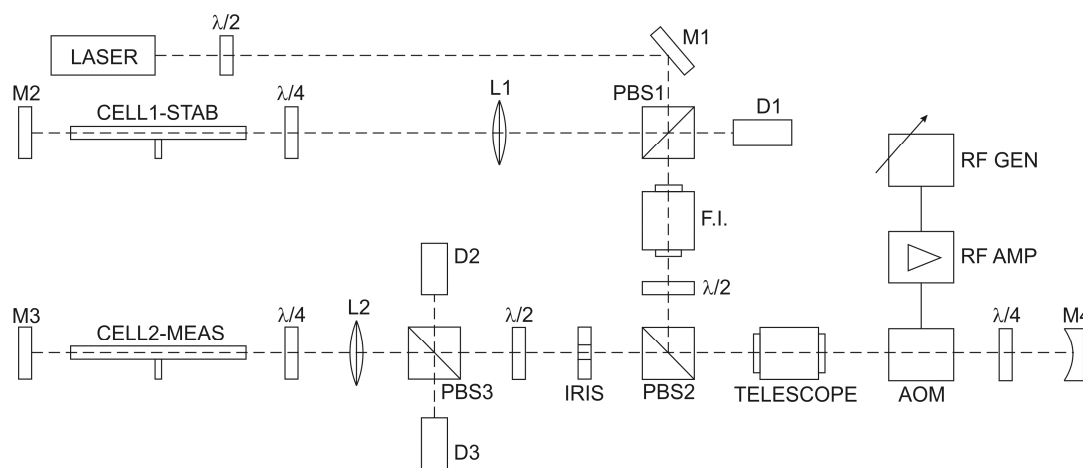 λ/2
M1
LASER
M2
CELL1-STAB
λ/4
L1
PBS1
D1
RF GEN
F.I.
D2
RF AMP
λ/2
M3
CELL2-MEAS
λ/4
L2
λ/2
λ/4
M4
PBS3
IRIS
PBS2
TELESCOPE
AOM
D3